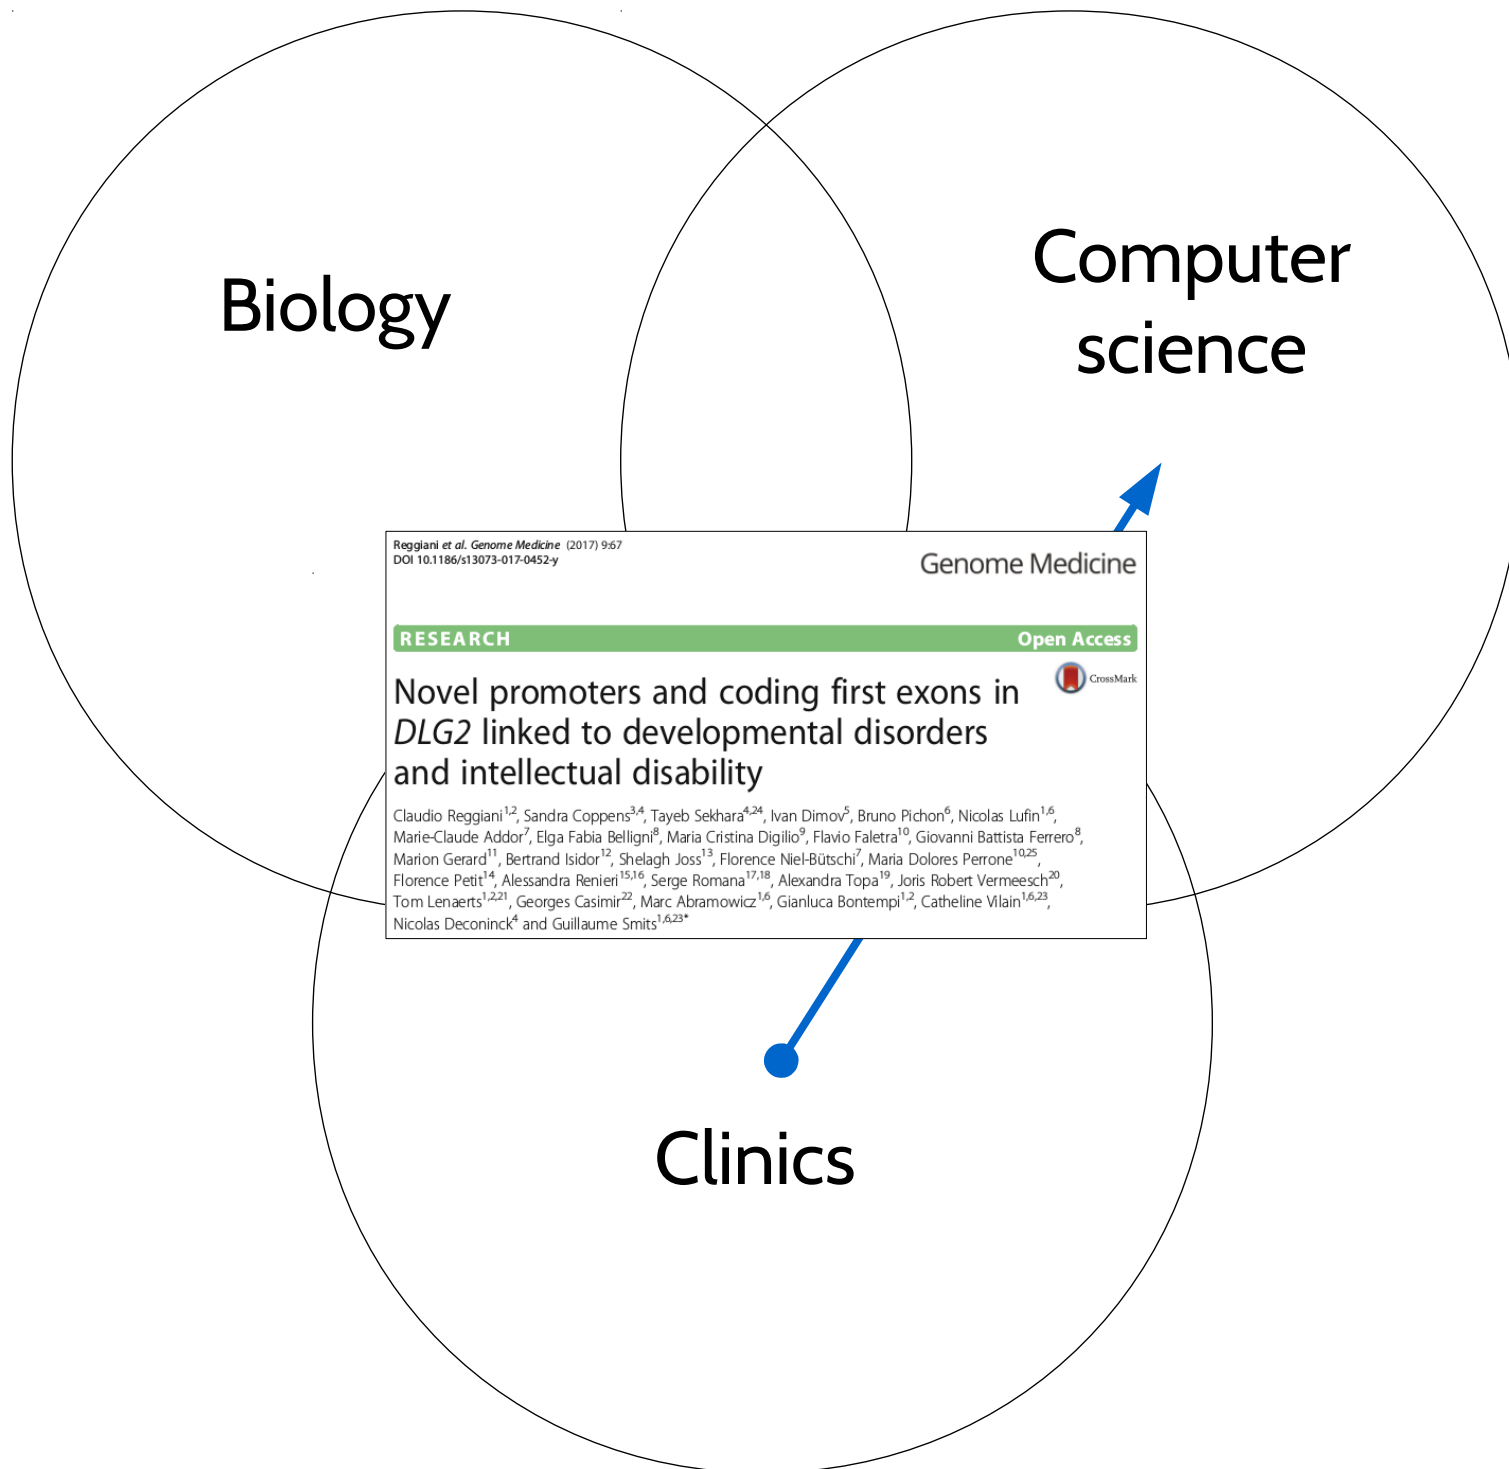 Biology
Computer
science
Reggiani et al. Genome Medicine (2017) 9:67
DOI 10.1186/s13073-017-0452-y
Genome Medicine
RESEARCH
Open Access
CrossMark
Novel promoters and coding first exons in
DLG2 linked to developmental disorders
and intellectual disability
Claudio Reggiani1,2, Sandra Coppens3,4, Tayeb Sekhara4,24, Ivan Dimov5, Bruno Pichon6, Nicolas Lufin1,6,
Marie-Claude Addor7, Elga Fabia Belligni8, Maria Cristina Digilio9, Flavio Faletra10, Giovanni Battista Ferrero8,
Marion Gerard11, Bertrand Isidor12, Shelagh Joss13, Florence Niel-Bütschi7, Maria Dolores Perrone10,25,
Florence Petit14, Alessandra Renieri15,16, Serge Romana17,18, Alexandra Topa19, Joris Robert Vermeesch20,
Tom Lenaerts1,2,21, Georges Casimir22, Marc Abramowicz1,6, Gianluca Bontempi1,2, Catheline Vilain1,6,23,
Nicolas Deconinck4 and Guillaume Smits1,6,23*
Clinics